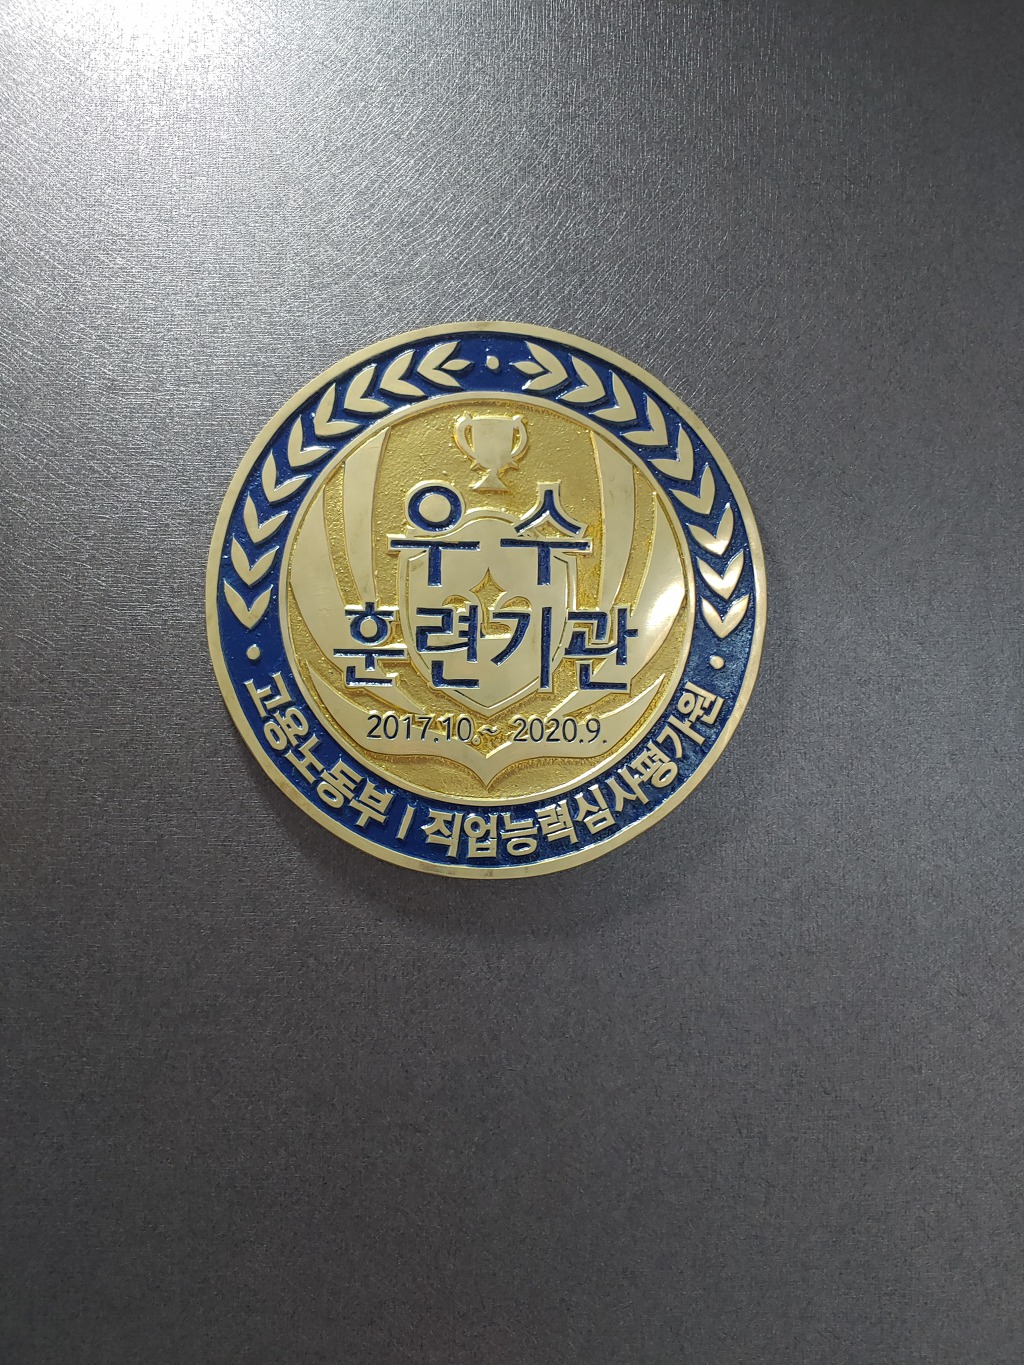 우수
훈련기관
2017.10 ~ 2020.9.
고용노동부 | 직업능력심사평가원